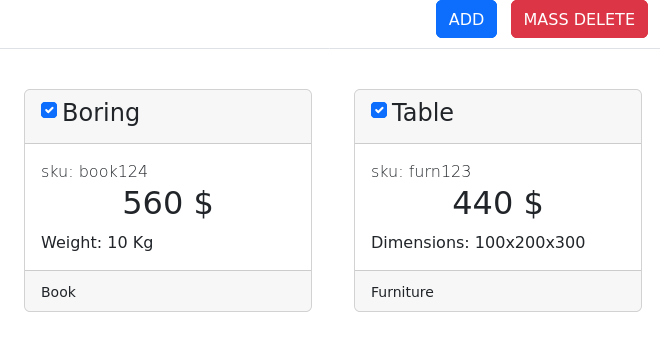 ADD MASS DELETE
Boring
sku: book124
560 $
Weight: 10 Kg
Book
Table
sku: furn123
440 $
Dimensions: 100x200x300
Furniture